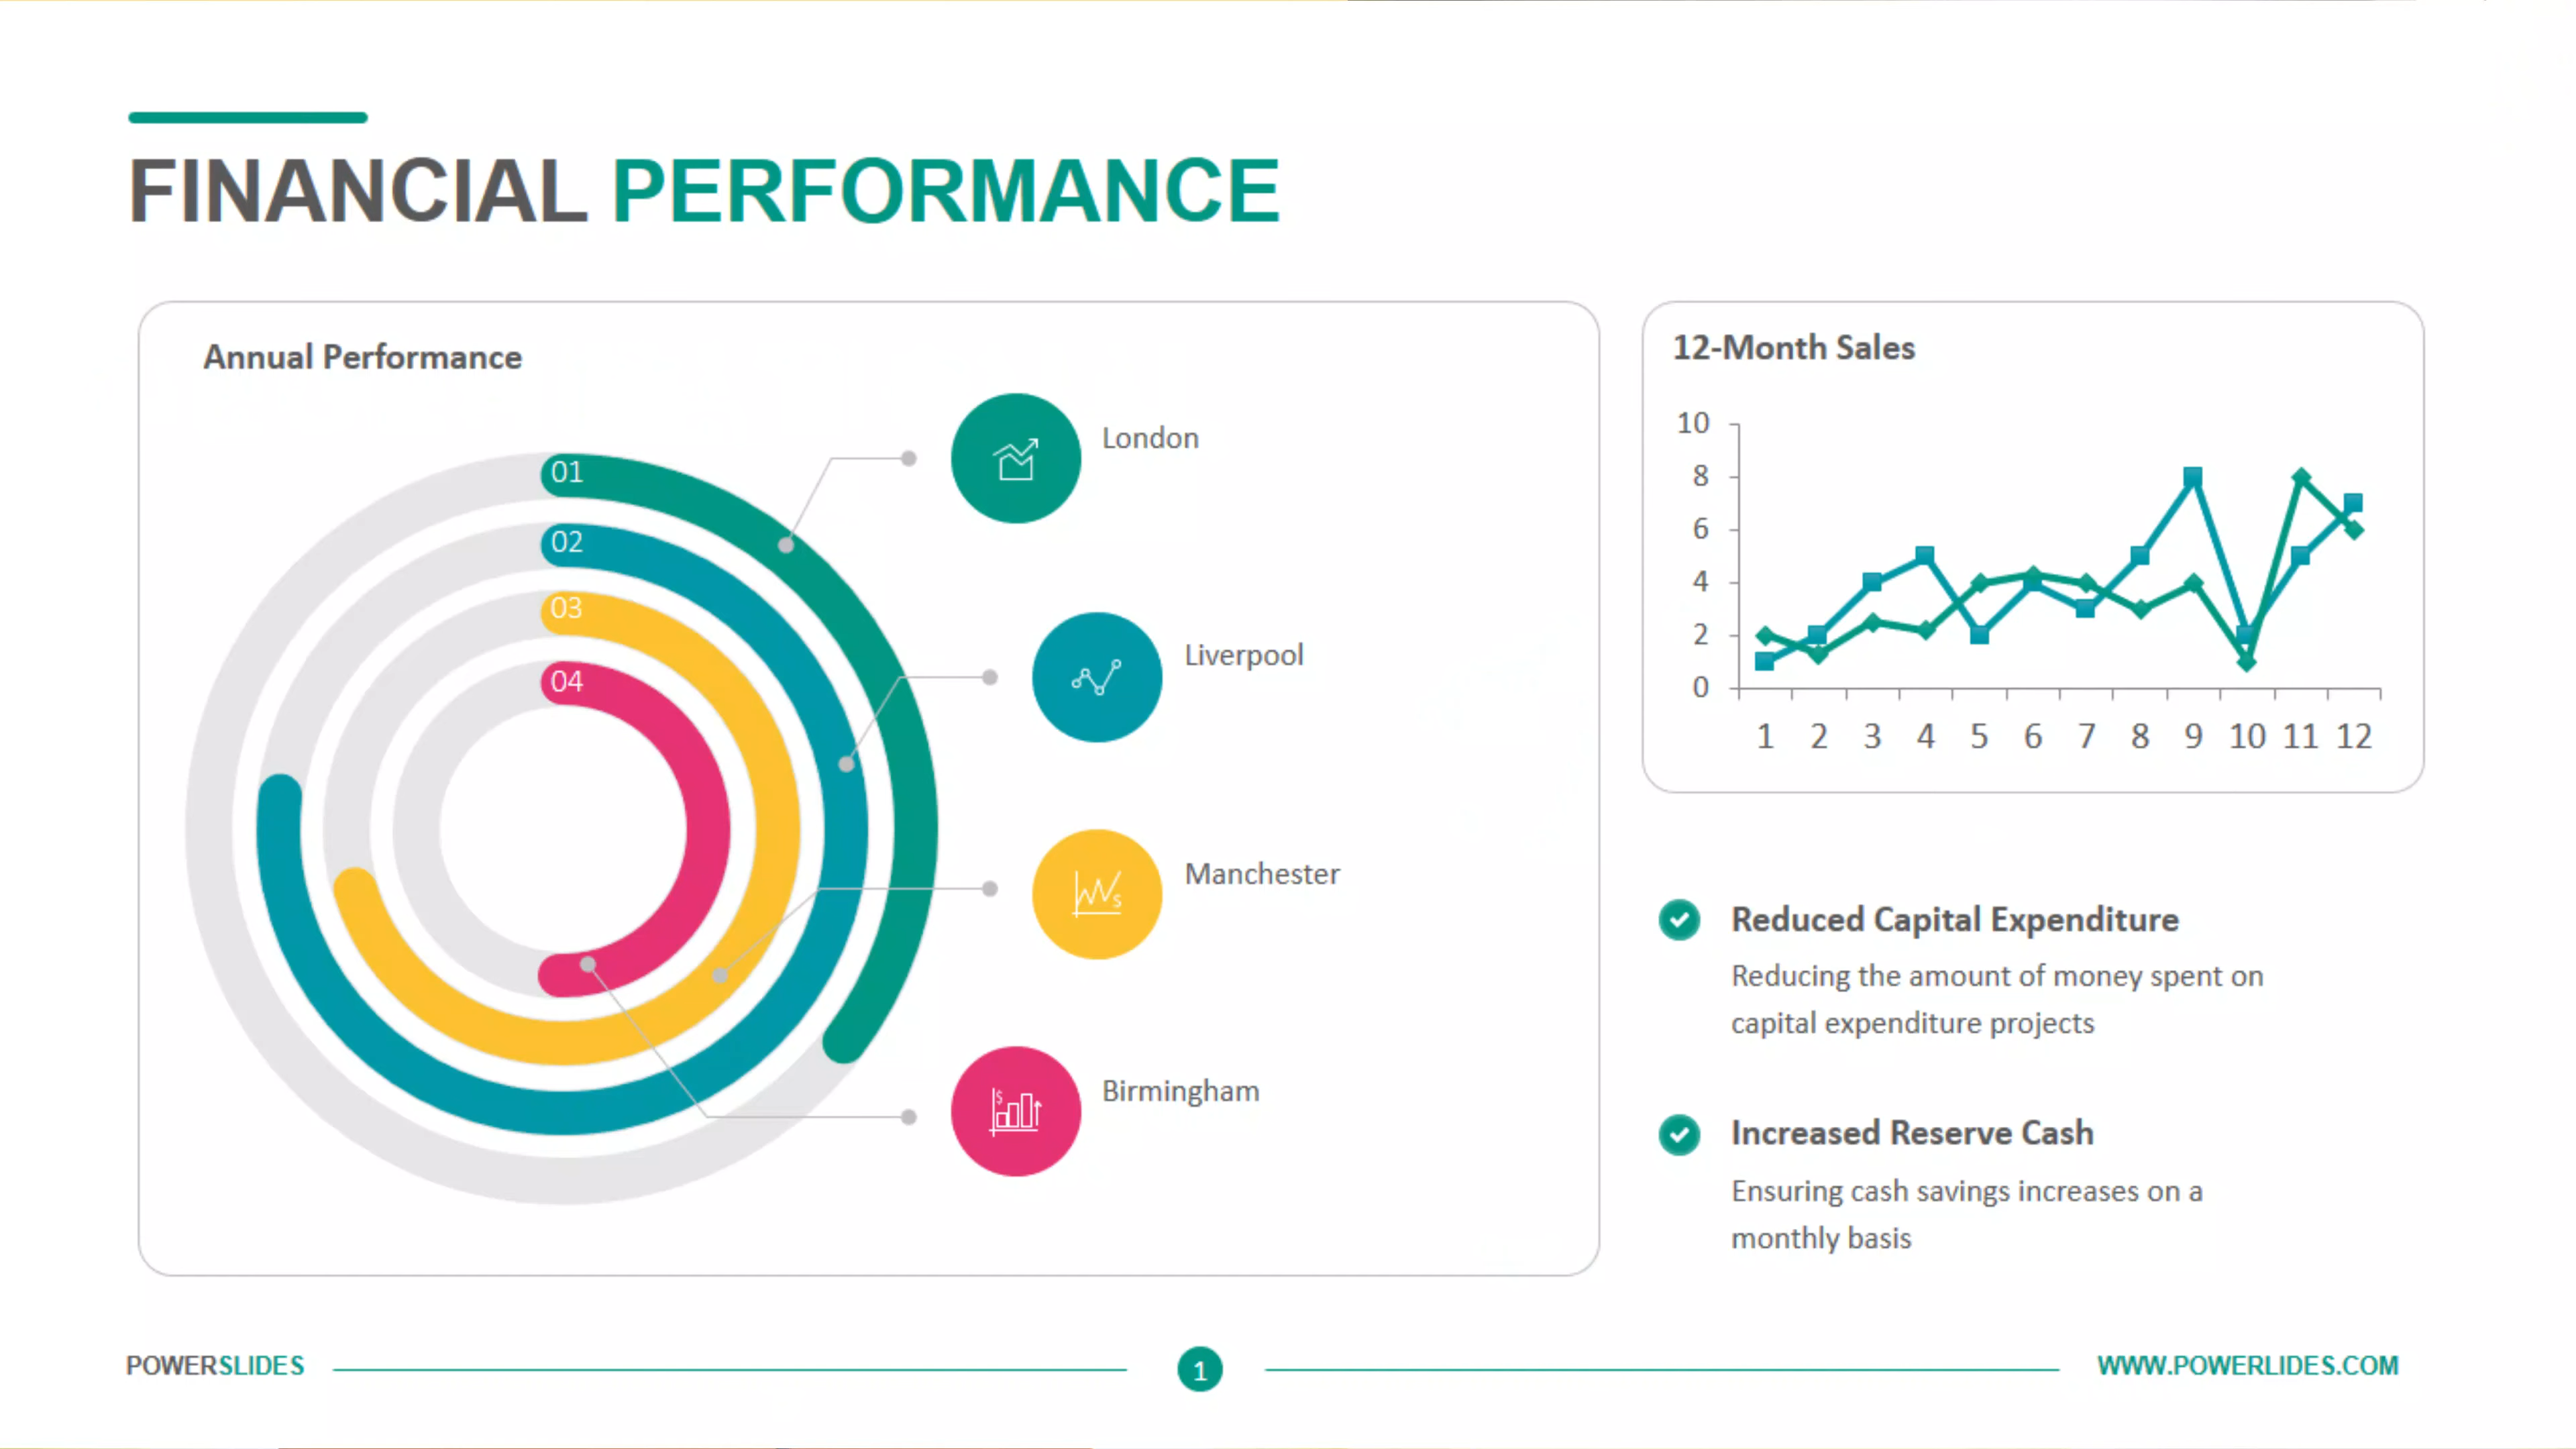 FINANCIAL PERFORMANCE
Annual Performance
01
02
03
04
London
Liverpool
Manchester
$
Birmingham
$
12-Month Sales
10
8
6
4
2
0
1 2 3 4 5 6 7 8 9 10 11 12
Reduced Capital Expenditure
Reducing the amount of money spent on
capital expenditure projects
Increased Reserve Cash
Ensuring cash savings increases on a
monthly basis
POWERSLIDES
1
WWW.POWERLIDES.COM